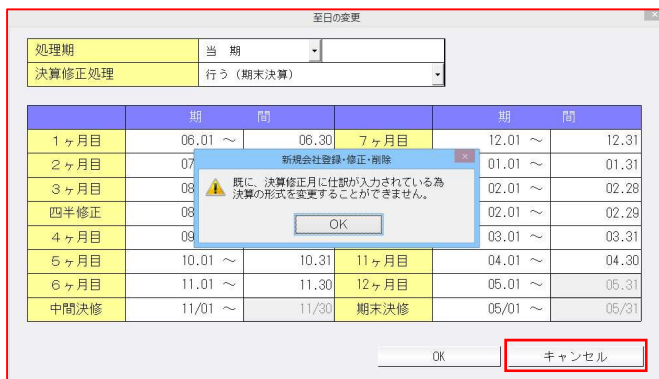 至日の変更
処理期 当 期
決算修正処理 行う (期末決算)
期 間 期 間
1ヶ月目 06.01 ～ 06.30 7ヶ月目 12.01 ～ 12.31
2ヶ月目 07 01.01 ～ 01.31
3ヶ月目 08 02.01 ～ 02.28
四半修正 08 02.01 ～ 02.29
4ヶ月目 09 03.01 ～ 03.31
5ヶ月目 10.01 ～ 10.31 11ヶ月目 04.01 ～ 04.30
6ヶ月目 11.01 ～ 11.30 12ヶ月目 05.01 ～ 05.31
中間決修 11/01 ～ 11/30 期末決修 05/01 ～ 05/31
新規会社登録・修正・削除
既に、決算修正月に仕訳が入力されている為
決算の形式を変更することができません。
OK
OK キャンセル